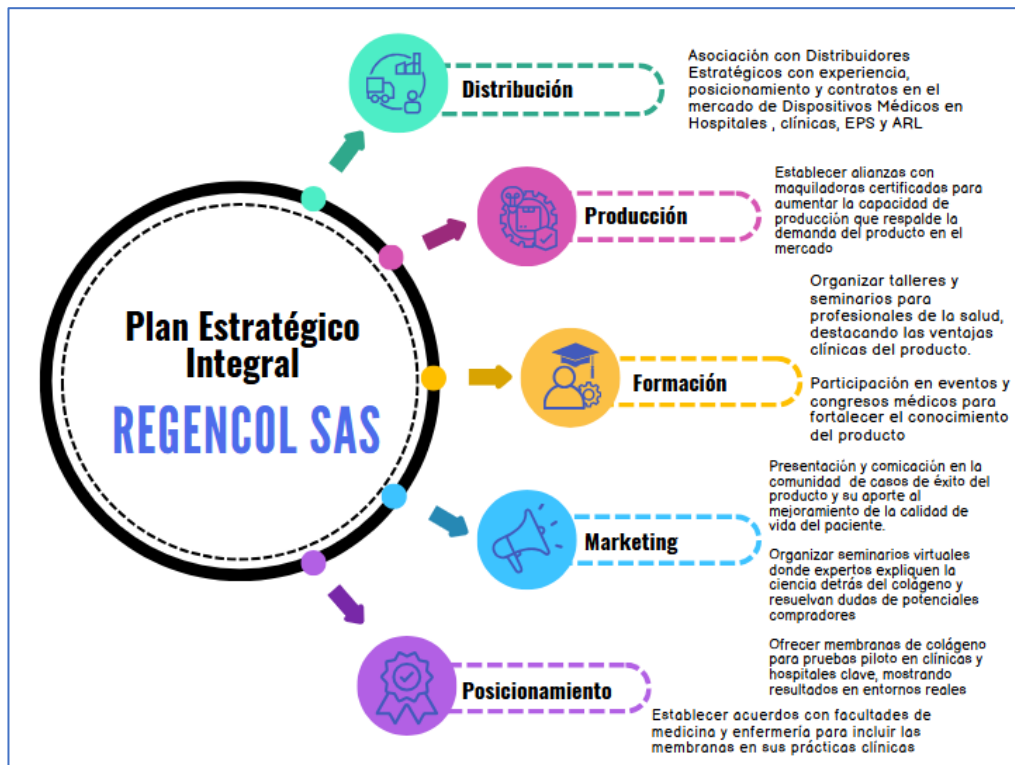 Plan Estratégico
Integral
REGENCOL SAS
Distribución
Asociación con Distribuidores
Estratégicos con experiencia,
posicionamiento y contratos en el
mercado de Dispositivos Médicos en
Hospitales , clínicas, EPS y ARL
Producción
Establecer alianzas con
maquiladoras certificadas para
aumentar la capacidad de
producción que respalde la
demanda del producto en el
mercado
Formación
Organizar talleres y
seminarios para
profesionales de la salud,
destacando las ventajas
clínicas del producto.
Participación en eventos y
congresos médicos para
fortalecer el conocimiento
del producto
Marketing
Presentación y comicación en la
comunidad de casos de éxito del
producto y su aporte al
mejoramiento de la calidad de
vida del paciente.
Organizar seminarios virtuales
donde expertos expliquen la
ciencia detrás del colágeno y
resuelvan dudas de potenciales
compradores
Posicionamiento
Ofrecer membranas de colágeno
para pruebas piloto en clínicas y
hospitales clave, mostrando
resultados en entornos reales
Establecer acuerdos con facultades de
medicina y enfermería para incluir las
membranas en sus prácticas clínicas